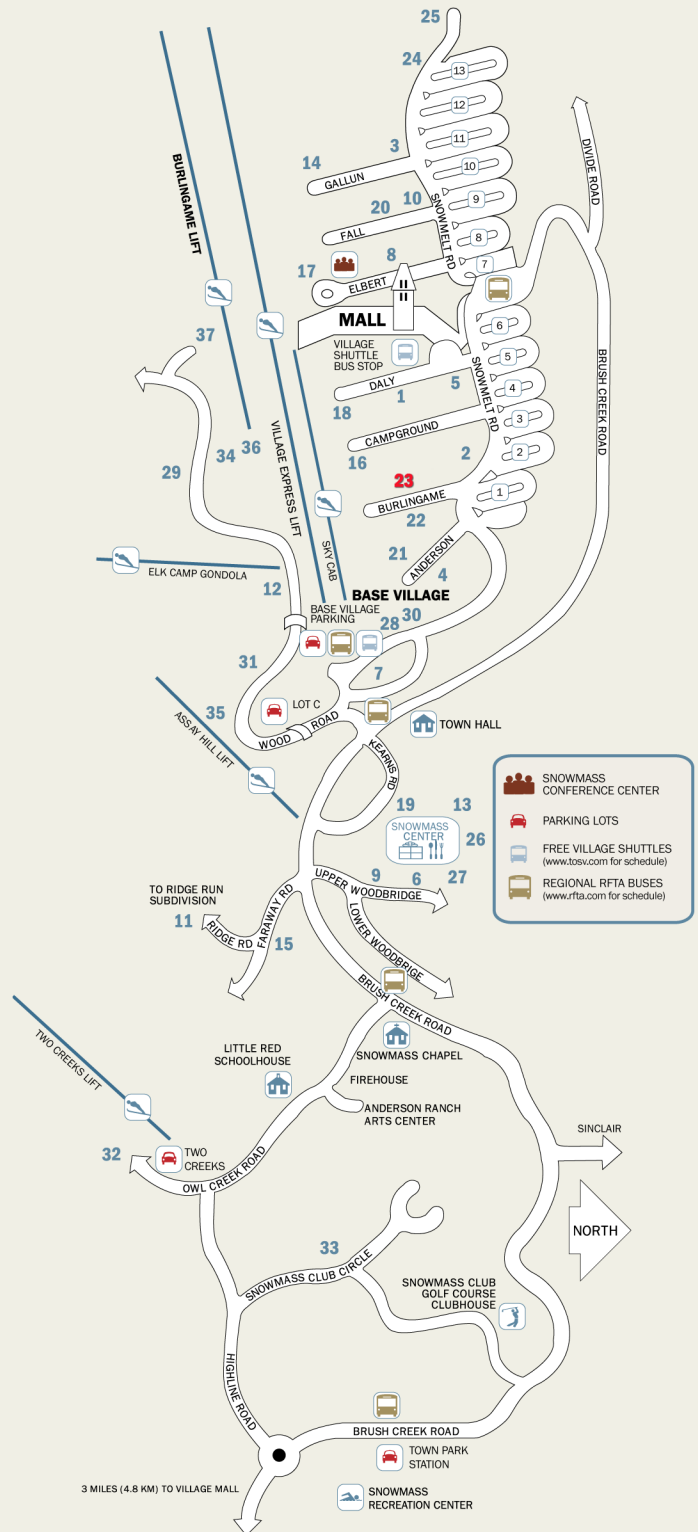 25
24
13
12
11
10
9
8
7
3
14
GALLUN
20
10
FALL
SNOWMELT RD
8
17
ELBERT
DIVIDE ROAD
BURLINGAME LIFT
MALL
VILLAGE
SHUTTLE
BUS STOP
6
5
4
3
2
1
37
DALY
5
1
18
SNOWMELT RD
BRUSH CREEK ROAD
CAMPGROUND
16
2
34
36
29
VILLAGE EXPRESS LIFT
23
BURLINGAME
22
21
ANDERSON
4
SKY CAB
ELK CAMP GONDOLA
12
BASE VILLAGE
BASE VILLAGE
PARKING
28
30
31
7
LOT C
WOOD ROAD
TOWN HALL
35
ASSAY HILL LIFT
KEARNS RD
SNOWMASS
CONFERENCE CENTER
PARKING LOTS
FREE VILLAGE SHUTTLES
(www.tosv.com for schedule)
REGIONAL RFTA BUSES
(www.rfta.com for schedule)
19
13
SNOWMASS
CENTER
26
9
6
27
UPPER WOODBRIDGE
LOWER WOODBRIGE
TO RIDGE RUN
SUBDIVISION
11
RIDGE RD
FARAWAY RD
15
BRUSH CREEK ROAD
SNOWMASS CHAPEL
LITTLE RED
SCHOOLHOUSE
FIREHOUSE
ANDERSON RANCH
ARTS CENTER
TWO CREEKS LIFT
32
TWO
CREEKS
OWL CREEK ROAD
SINCLAIR
NORTH
33
SNOWMASS CLUB CIRCLE
SNOWMASS CLUB
GOLF COURSE
CLUBHOUSE
HIGHLINE ROAD
BRUSH CREEK ROAD
TOWN PARK
STATION
3 MILES (4.8 KM) TO VILLAGE MALL
SNOWMASS
RECREATION CENTER